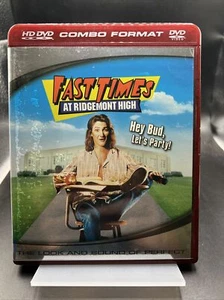 HD DVD COMBO FORMAT DVD
FAST TIMES
AT RIDGEMONT HIGH
Hey Bud,
Let's Party!
THE LOOK AND SOUND OF PERFECT